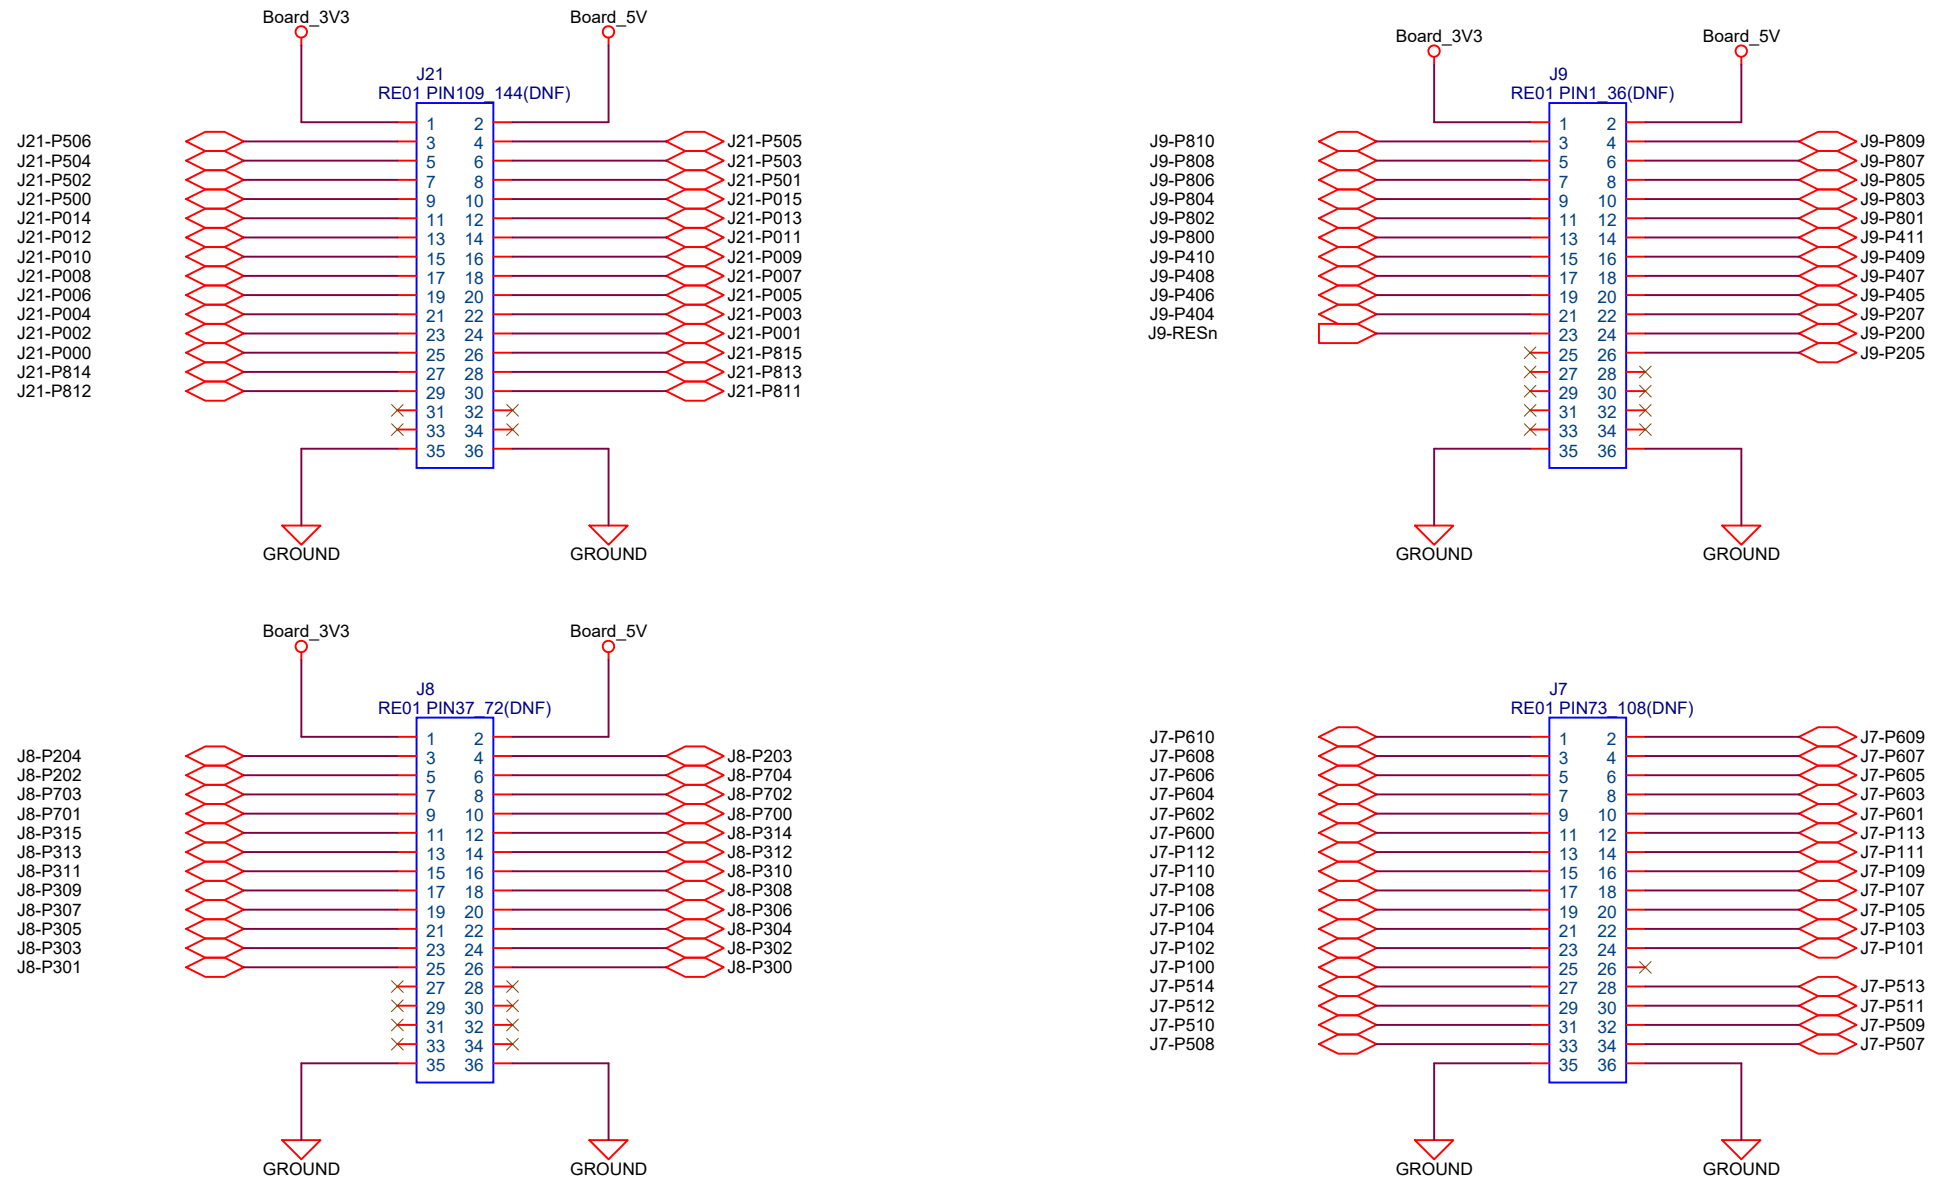 Board_3V3 Board_5V
J21
RE01 PIN109_144(DNF)
1 2
J21-P506 3 4 J21-P505
J21-P504 5 6 J21-P503
J21-P502 7 8 J21-P501
J21-P500 9 10 J21-P015
J21-P014 11 12 J21-P013
J21-P012 13 14 J21-P011
J21-P010 15 16 J21-P009
J21-P008 17 18 J21-P007
J21-P006 19 20 J21-P005
J21-P004 21 22 J21-P003
J21-P002 23 24 J21-P001
J21-P000 25 26 J21-P815
J21-P814 27 28 J21-P813
J21-P812 29 30 J21-P811
31 32
33 34
35 36
GROUND GROUND
Board_3V3 Board_5V
J9
RE01 PIN1_36(DNF)
1 2
J9-P810 3 4 J9-P809
J9-P808 5 6 J9-P807
J9-P806 7 8 J9-P805
J9-P804 9 10 J9-P803
J9-P802 11 12 J9-P801
J9-P800 13 14 J9-P411
J9-P410 15 16 J9-P409
J9-P408 17 18 J9-P407
J9-P406 19 20 J9-P405
J9-P404 21 22 J9-P207
J9-RESn 23 24 J9-P200
25 26 J9-P205
27 28
29 30
31 32
33 34
35 36
GROUND GROUND
Board_3V3 Board_5V
J8
RE01 PIN37_72(DNF)
1 2
J8-P204 3 4 J8-P203
J8-P202 5 6 J8-P704
J8-P703 7 8 J8-P702
J8-P701 9 10 J8-P700
J8-P315 11 12 J8-P314
J8-P313 13 14 J8-P312
J8-P311 15 16 J8-P310
J8-P309 17 18 J8-P308
J8-P307 19 20 J8-P306
J8-P305 21 22 J8-P304
J8-P303 23 24 J8-P302
J8-P301 25 26 J8-P300
27 28
29 30
31 32
33 34
35 36
GROUND GROUND
J7
RE01 PIN73_108(DNF)
J7-P610 1 2 J7-P609
J7-P608 3 4 J7-P607
J7-P606 5 6 J7-P605
J7-P604 7 8 J7-P603
J7-P602 9 10 J7-P601
J7-P600 11 12 J7-P113
J7-P112 13 14 J7-P111
J7-P110 15 16 J7-P109
J7-P108 17 18 J7-P107
J7-P106 19 20 J7-P105
J7-P104 21 22 J7-P103
J7-P102 23 24 J7-P101
J7-P100 25 26
J7-P514 27 28 J7-P513
J7-P512 29 30 J7-P511
J7-P510 31 32 J7-P509
J7-P508 33 34 J7-P507
35 36
GROUND GROUND